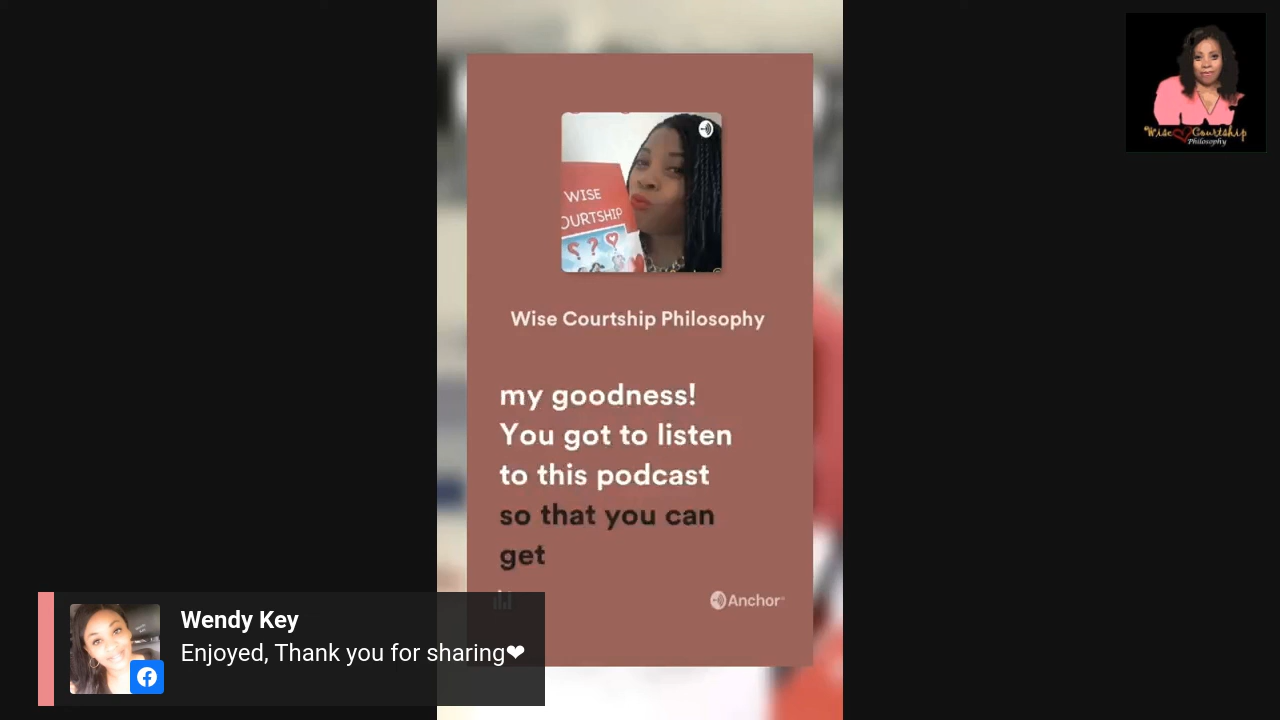 WISE
OURTSHIP
? ?
Wise Courtship Philosophy
my goodness!
You got to listen
to this podcast
so that you can
get
Anchor
Wendy Key
Enjoyed, Thank you for sharing❤
Wise Courtship
Philosophy